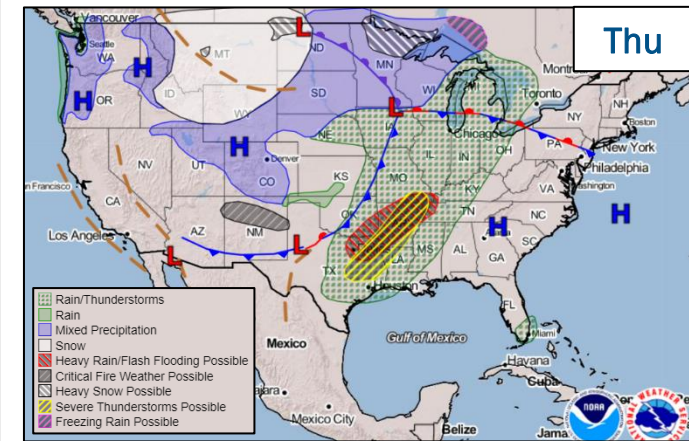 Thu
Vancouver
Seattle
WA
OR
ID
MT
WY
ND
SD
MN
WI
MI
NE
IA
IL
IN
OH
PA
NY
NH
Montr
Toronto
Boston
New York
Philadelphia
Washington
Chicago
H
H
H
H
H
L
L
L
L
n Francisco
NV
UT
CO
Denver
KS
MO
KY
VA
CA
AZ
NM
OK
TN
NC
SC
Los Angeles
TX
LA
MS
AL
GA
Houston
FL
Miami
Gulf of Mexico
Havana
Cuba
Mexico
Mexico City
Belize
Jama
Rain/Thunderstorms
Rain
Mixed Precipitation
Snow
Heavy Rain/Flash Flooding Possible
Critical Fire Weather Possible
Heavy Snow Possible
Severe Thunderstorms Possible
Freezing Rain Possible
NOAA